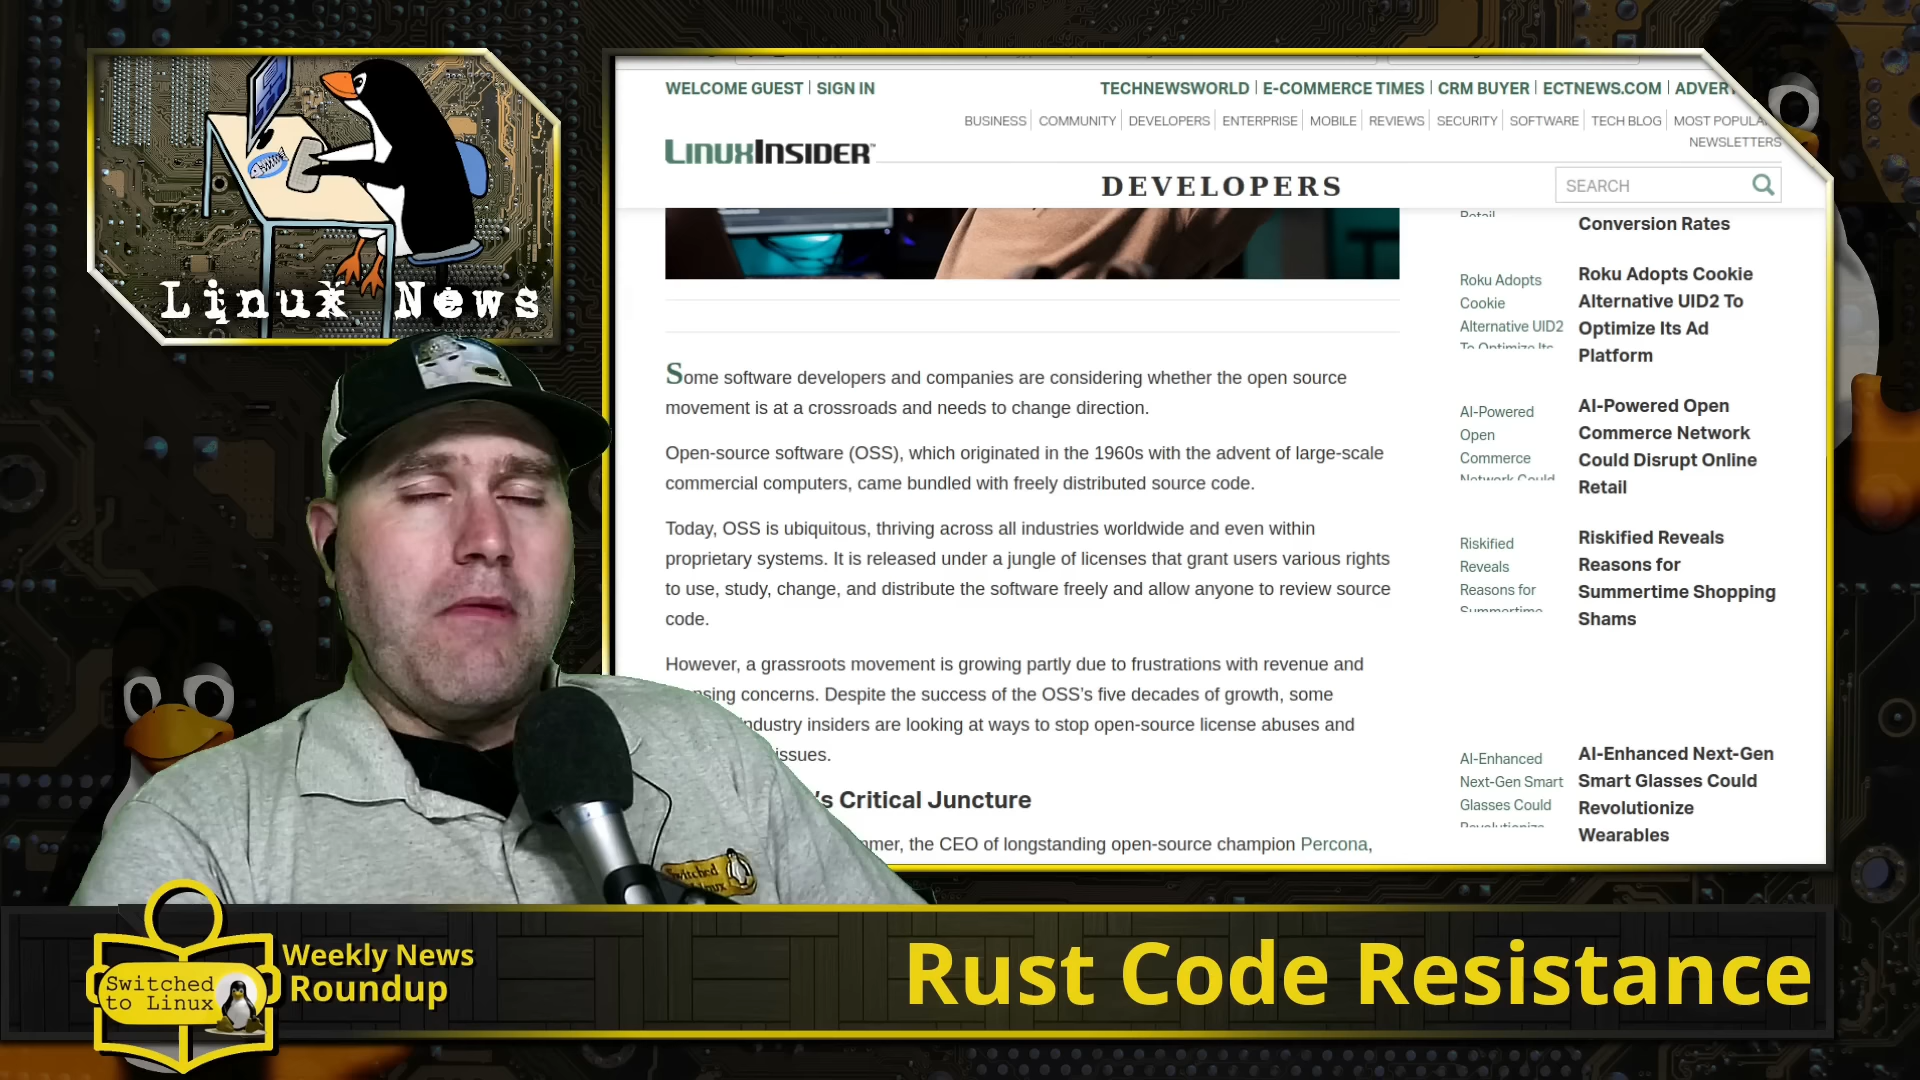 Linux News
WELCOME GUEST | SIGN IN
TECHNEWSWORLD | E-COMMERCE TIMES | CRM BUYER | ECTNEWS.COM |
BUSINESS | COMMUNITY | DEVELOPERS | ENTERPRISE | MOBILE | REVIEWS | SECURITY | SOFTWARE | TECH BLOG | MOST
NEWSLETTERS
LINUXINSIDER
DEVELOPERS
SEARCH
Some software developers and companies are considering whether the open source
movement is at a crossroads and needs to change direction.
Open-source software (OSS), which originated in the 1960s with the advent of large-scale
commercial computers, came bundled with freely distributed source code.
Today, OSS is ubiquitous, thriving across all industries worldwide and even within
proprietary systems. It is released under a jungle of licenses that grant users various rights
to use, study, change, and distribute the software freely and allow anyone to review source
code.
However, a grassroots movement is growing partly due to frustrations with revenue and
concerns. Despite the success of the OSS's five decades of growth, some
industry insiders are looking at ways to stop open-source license abuses and
issues.
's Critical Juncture
the CEO of longstanding open-source champion Percona,
Retail
Conversion Rates
Roku Adopts
Cookie
Alternative UID2
To Optimize Its
Roku Adopts Cookie
Alternative UID2 To
Optimize Its Ad
Platform
AI-Powered
Open
Commerce
Network Could
AI-Powered Open
Commerce Network
Could Disrupt Online
Retail
Riskified
Reveals
Reasons for
Summertime
Riskified Reveals
Reasons for
Summertime Shopping
Shams
AI-Enhanced
Next-Gen Smart
Glasses Could
Revolutionize
AI-Enhanced Next-Gen
Smart Glasses Could
Revolutionize
Wearables
Switched
to Linux
Switched
to Linux
Weekly News
Roundup
Rust Code Resistance